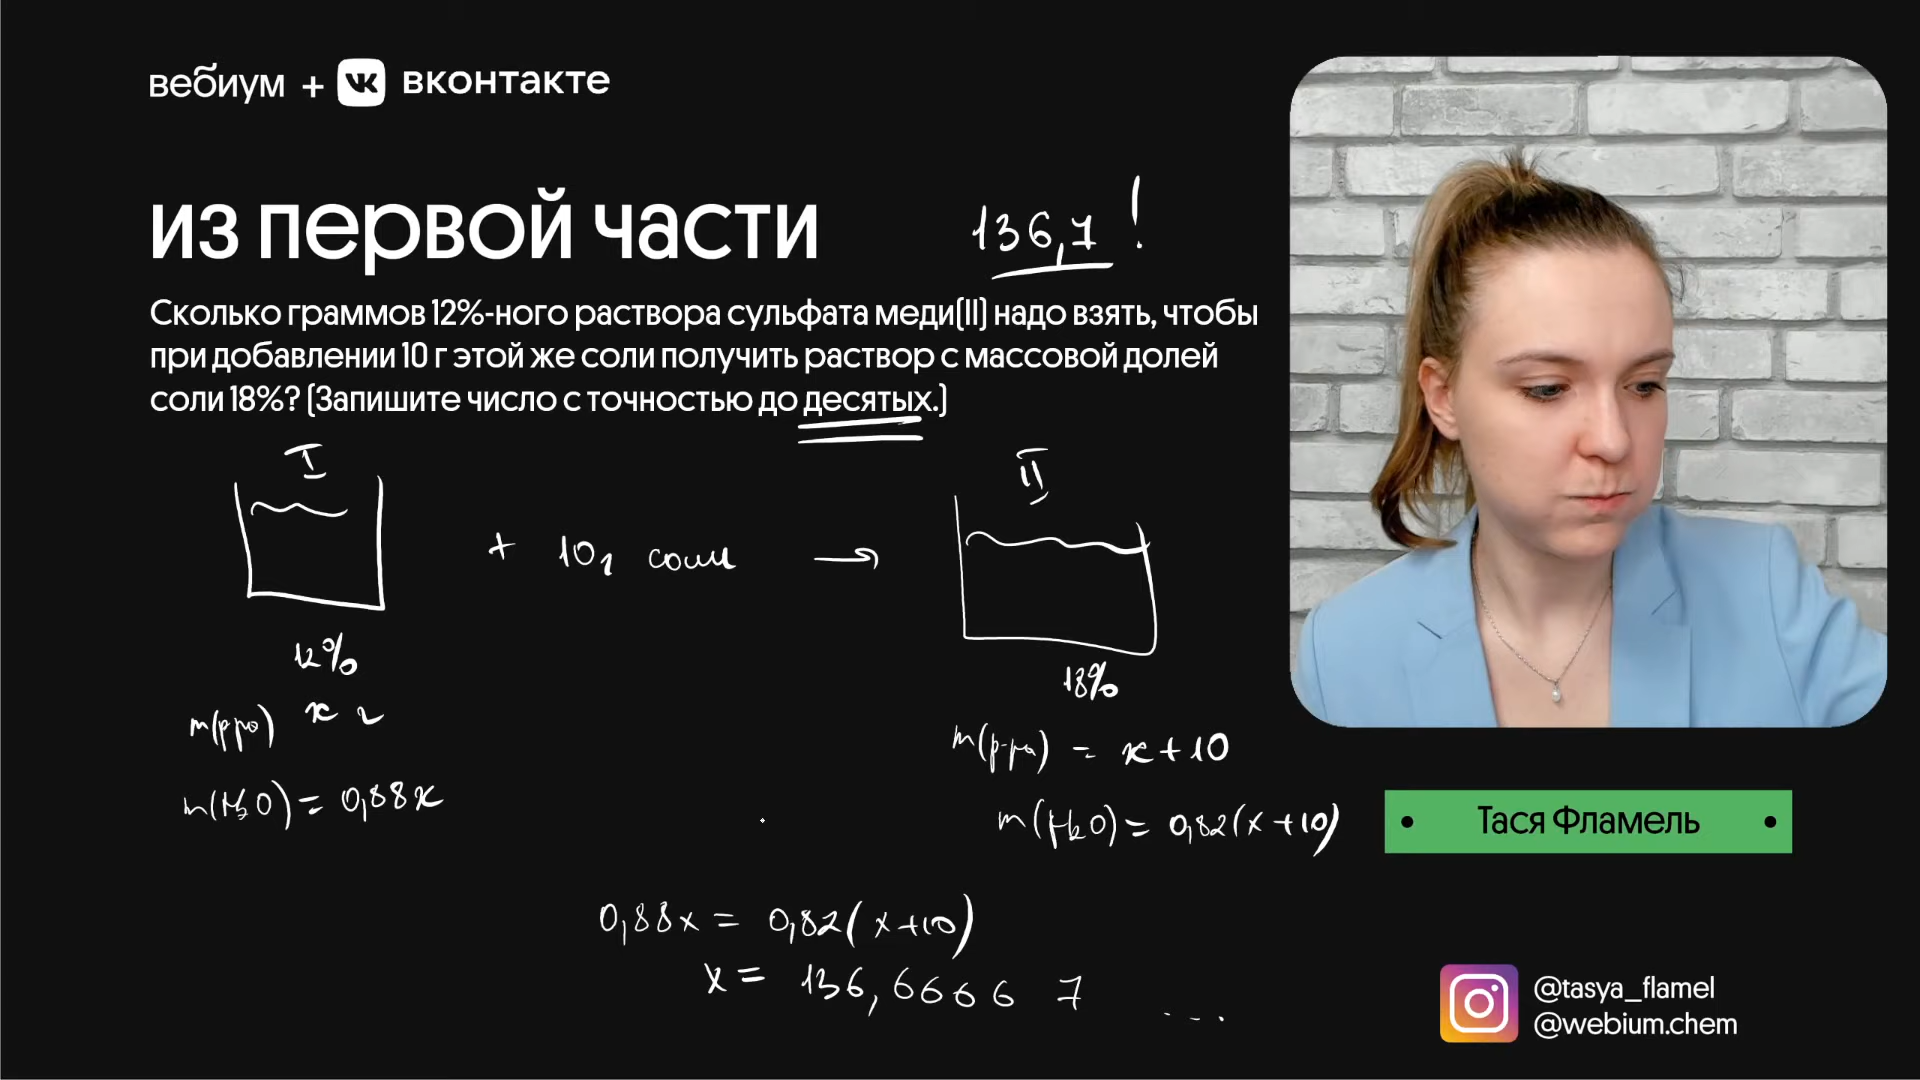 вебиум + вконтакте
из первой части
136,7 !
Сколько граммов 12%-ного раствора сульфата меди(II) надо взять, чтобы
при добавлении 10 г этой же соли получить раствор с массовой долей
соли 18%? (Запишите число с точностью до десятых.)
I
II
+ 10г соли →
12%
18%
m(р-ра) x г
m(р-ра) = x + 10
m(H2O) = 0,88x
m(H2O) = 0,82(x+10)
Тася Фламель
0,88x = 0,82(x+10)
x = 136,6666 7 ...
@tasya_flamel
@webium.chem